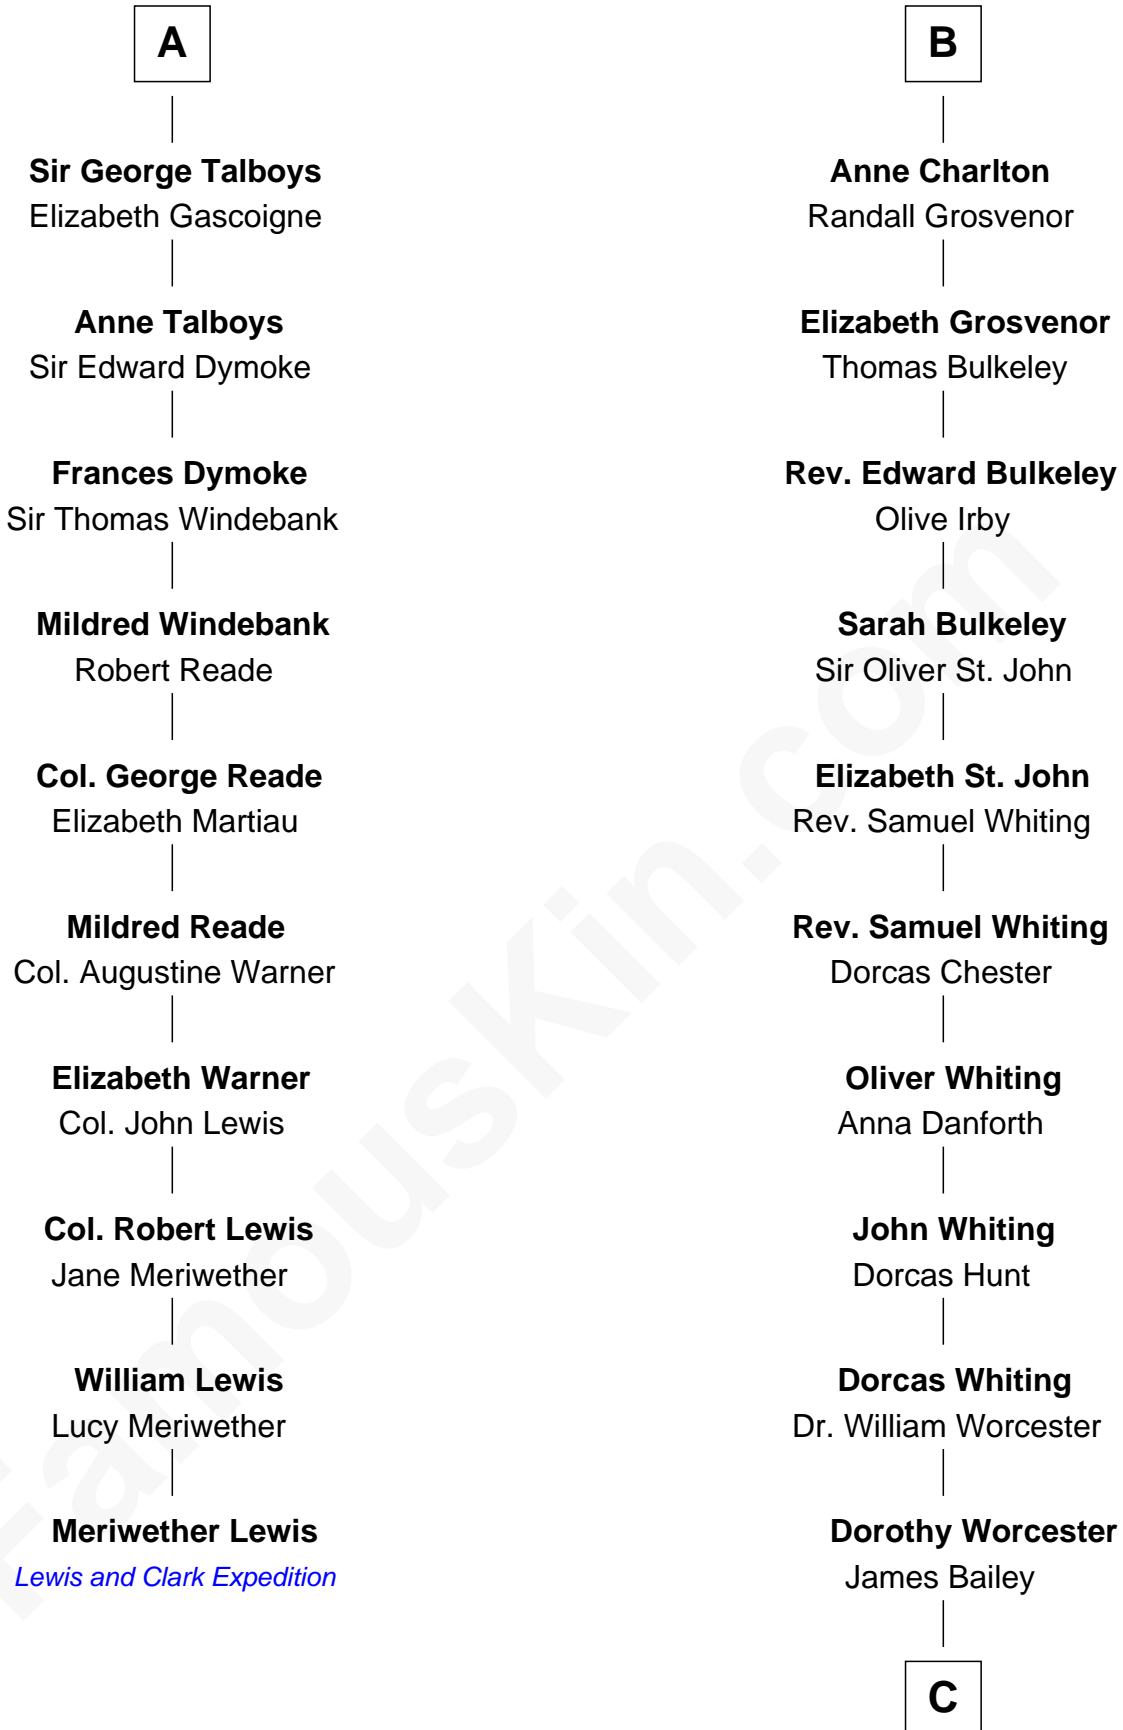 A
Sir George Talboys
Elizabeth Gascoigne
Anne Talboys
Sir Edward Dymoke
Frances Dymoke
Sir Thomas Windebank
Mildred Windebank
Robert Reade
Col. George Reade
Elizabeth Martiau
Mildred Reade
Col. Augustine Warner
Elizabeth Warner
Col. John Lewis
Col. Robert Lewis
Jane Meriwether
William Lewis
Lucy Meriwether
Meriwether Lewis
Lewis and Clark Expedition
B
Anne Charlton
Randall Grosvenor
Elizabeth Grosvenor
Thomas Bulkeley
Rev. Edward Bulkeley
Olive Irby
Sarah Bulkeley
Sir Oliver St. John
Elizabeth St. John
Rev. Samuel Whiting
Rev. Samuel Whiting
Dorcas Chester
Oliver Whiting
Anna Danforth
John Whiting
Dorcas Hunt
Dorcas Whiting
Dr. William Worcester
Dorothy Worcester
James Bailey
C
FamousKin.com